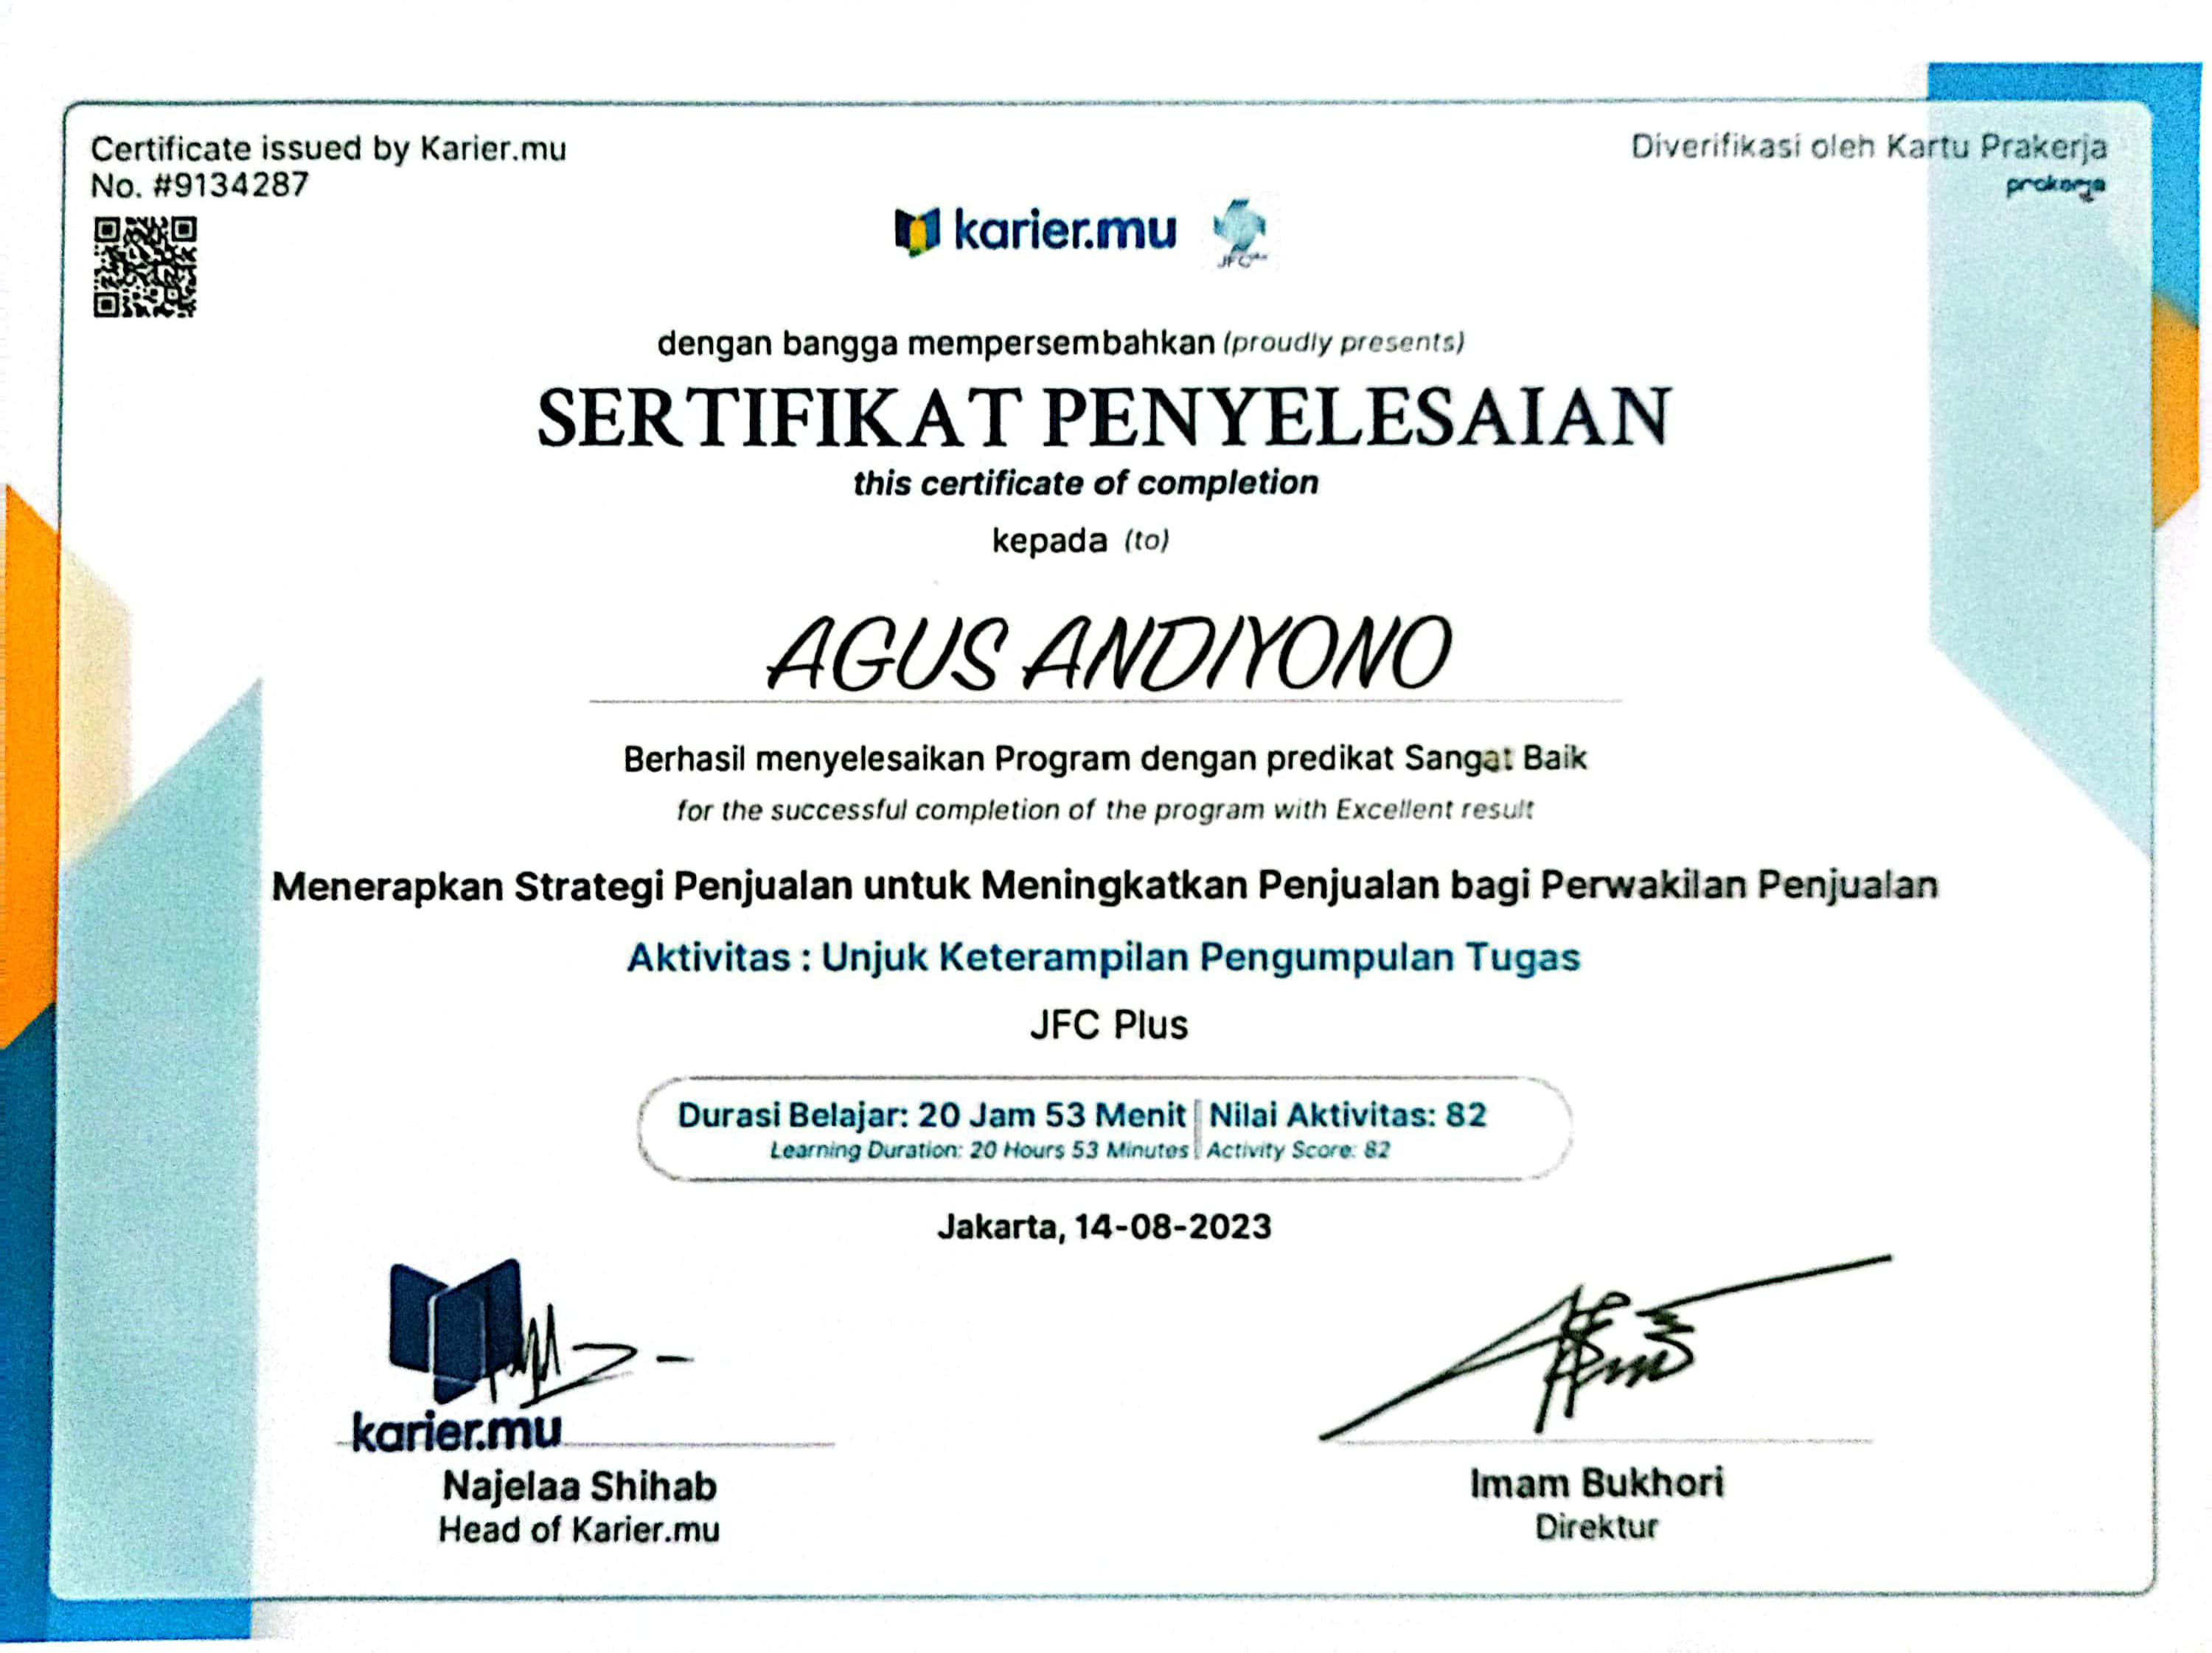 Certificate issued by Karier.mu
No. #9134287
Diverifikasi oleh Kartu Prakerja
prakerja
karier.mu
JFC
dengan bangga mempersembahkan (proudly presents)
SERTIFIKAT PENYELESAIAN
this certificate of completion
kepada (to)
AGUS ANDIYONO
Berhasil menyelesaikan Program dengan predikat Sangat Baik
for the successful completion of the program with Excellent result
Menerapkan Strategi Penjualan untuk Meningkatkan Penjualan bagi Perwakilan Penjualan
Aktivitas : Unjuk Keterampilan Pengumpulan Tugas
JFC Plus
Durasi Belajar: 20 Jam 53 Menit | Nilai Aktivitas: 82
Learning Duration: 20 Hours 53 Minutes | Activity Score: 82
Jakarta, 14-08-2023
karier.mu
Najelaa Shihab
Head of Karier.mu
Imam Bukhori
Direktur